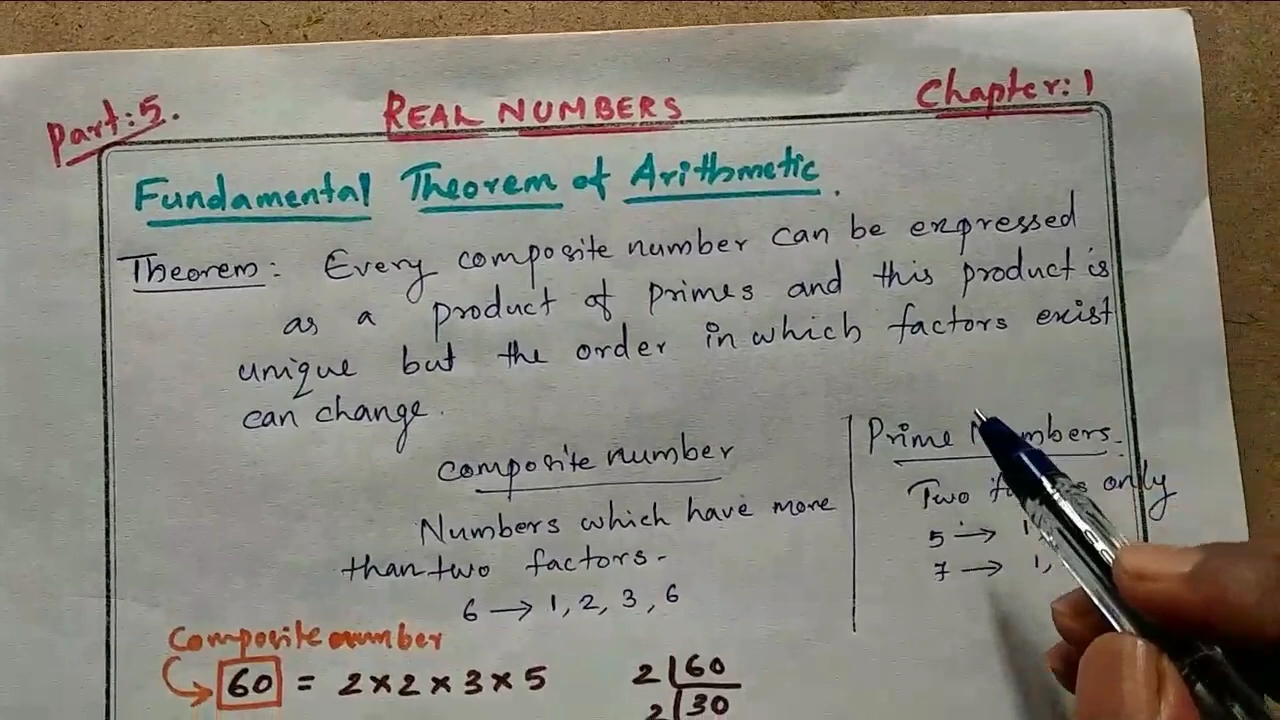 Part:5.
REAL NUMBERS
Chapter:1
Fundamental Theorem of Arithmetic.
Theorem: Every composite number can be expressed
as a product of primes and this product is
unique but the order in which factors exist
can change.
composite number
Numbers which have more
than two factors.
6 → 1, 2, 3, 6
Prime
Two only
5 → 1
7 → 1,
Composite number
60 = 2×2×3×5
2 60
2 30